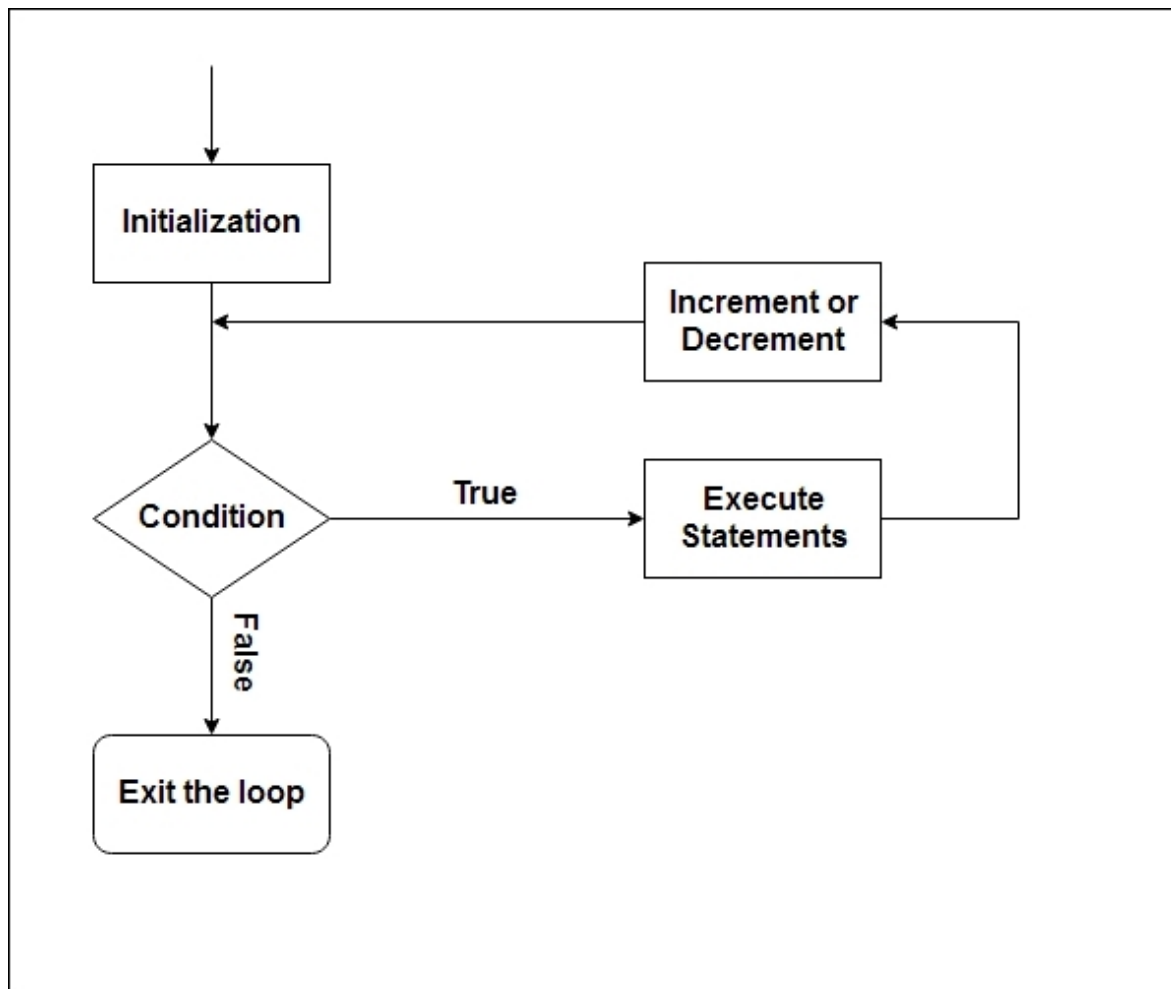 Initialization
Increment or
Decrement
Condition
True
Execute
Statements
False
Exit the loop